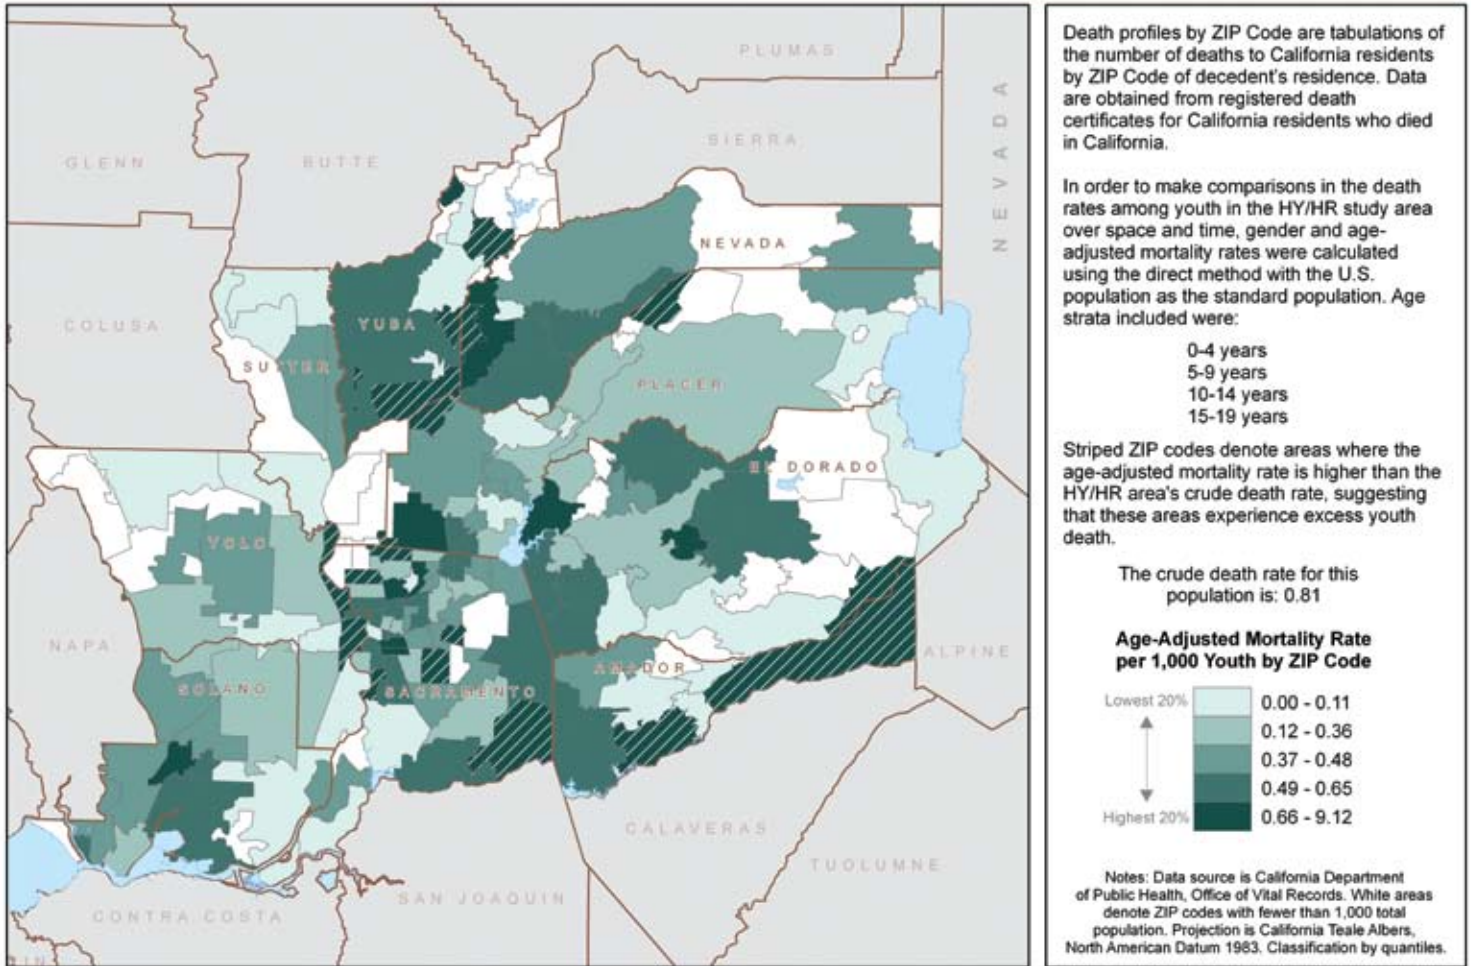 PLUMAS
NEVADA
SIERRA
GLENN
BUTTE
NEVADA
COLUSA
YUBA
SUTTER
PLACER
EL DORADO
YOLO
NAPA
ALPINE
AMADOR
SOLANO
SACRAMENTO
CALAVERAS
TUOLUMNE
SAN JOAQUIN
CONTRA COSTA
Death profiles by ZIP Code are tabulations of
the number of deaths to California residents
by ZIP Code of decedent's residence. Data
are obtained from registered death
certificates for California residents who died
in California.
In order to make comparisons in the death
rates among youth in the HY/HR study area
over space and time, gender and age-
adjusted mortality rates were calculated
using the direct method with the U.S.
population as the standard population. Age
strata included were:
0-4 years
5-9 years
10-14 years
15-19 years
Striped ZIP codes denote areas where the
age-adjusted mortality rate is higher than the
HY/HR area's crude death rate, suggesting
that these areas experience excess youth
death.
The crude death rate for this
population is: 0.81
Age-Adjusted Mortality Rate
per 1,000 Youth by ZIP Code
Lowest 20%
0.00 - 0.11
0.12 - 0.36
0.37 - 0.48
0.49 - 0.65
Highest 20%
0.66 - 9.12
Notes: Data source is California Department
of Public Health, Office of Vital Records. White areas
denote ZIP codes with fewer than 1,000 total
population. Projection is California Teale Albers,
North American Datum 1983. Classification by quantiles.